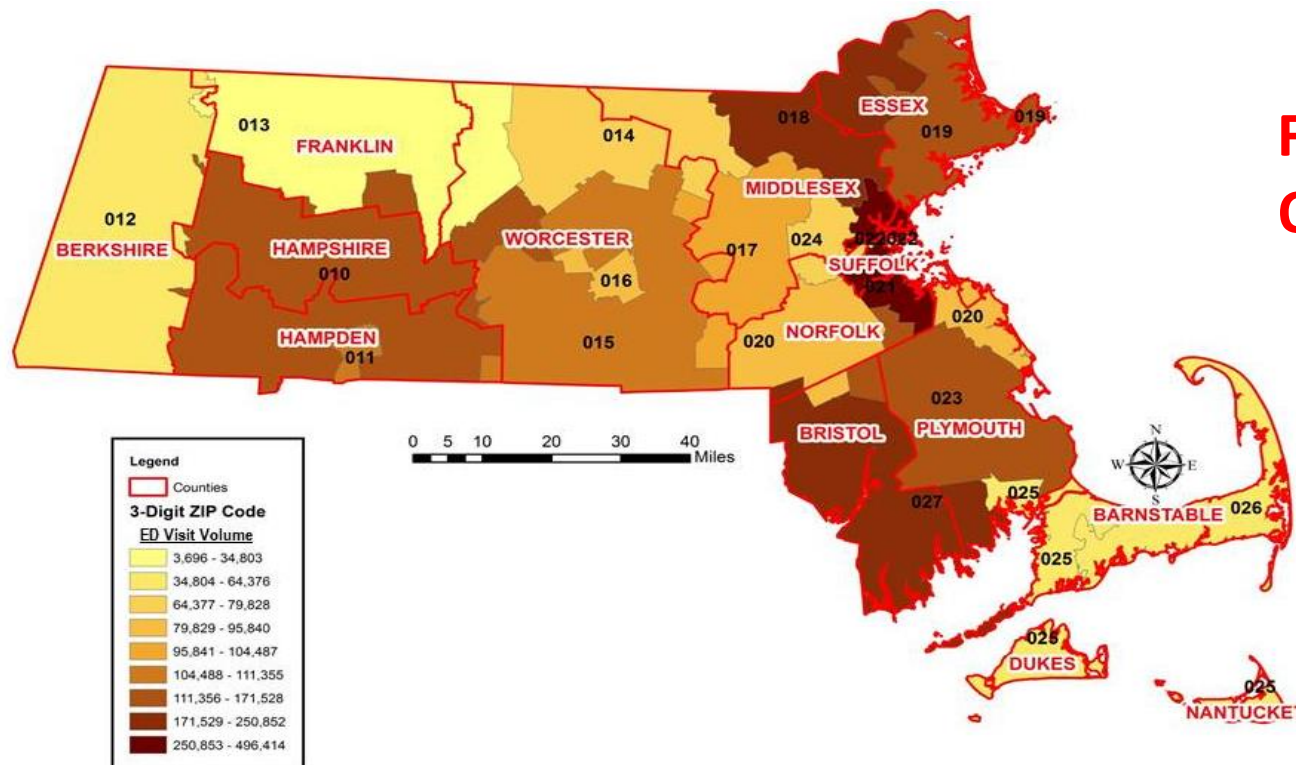 ESSEX
018
019
019
013
014
FRANKLIN
MIDDLESEX
012
BERKSHIRE
HAMPSHIRE
WORCESTER
017
024
022
022
010
016
SUFFOLK
021
HAMPDEN
NORFOLK
020
011
015
020
023
BRISTOL
PLYMOUTH
N
W
E
S
025
BARNSTABLE
026
027
025
025
DUKES
025
NANTUCKET
0 5 10 20 30 40
Miles
Legend
Counties
3-Digit ZIP Code
ED Visit Volume
3,696 - 34,803
34,804 - 64,376
64,377 - 79,828
79,829 - 95,840
95,841 - 104,487
104,488 - 111,355
111,356 - 171,528
171,529 - 250,852
250,853 - 496,414